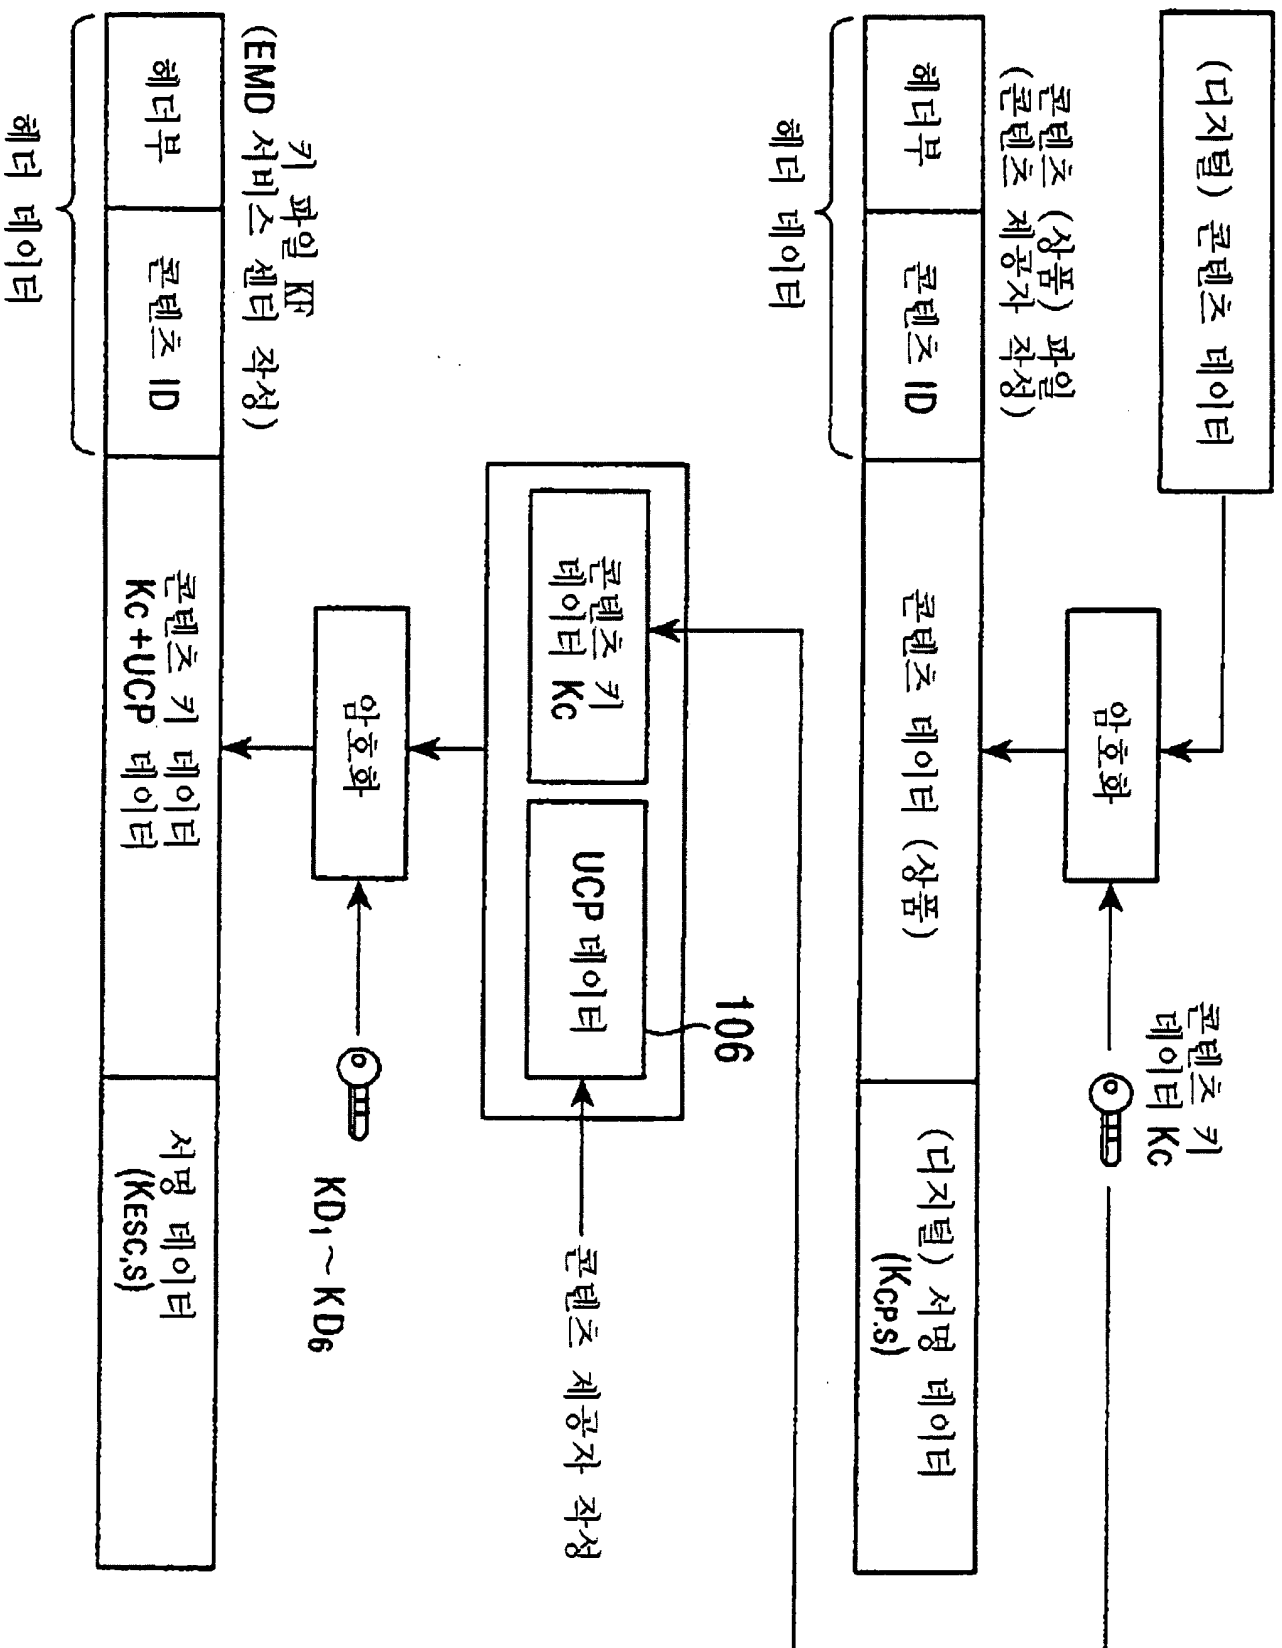 (디지털) 콘텐츠 데이터
암호화
콘텐츠 키
데이터 Kc
콘텐츠 (상품) 파일
(콘텐츠 제공자 작성)
헤더부
콘텐츠 ID
콘텐츠 데이터 (상품)
(디지털) 서명 데이터
(KCP.S)
헤더 데이터
106
콘텐츠 키
데이터 Kc
UCP 데이터
콘텐츠 제공자 작성
암호화
KD1~KD6
키 파일 KF
(EMD 서비스 센터 작성)
헤더부
콘텐츠 ID
콘텐츠 키 데이터
Kc+UCP 데이터
서명 데이터
(KESC,S)
헤더 데이터